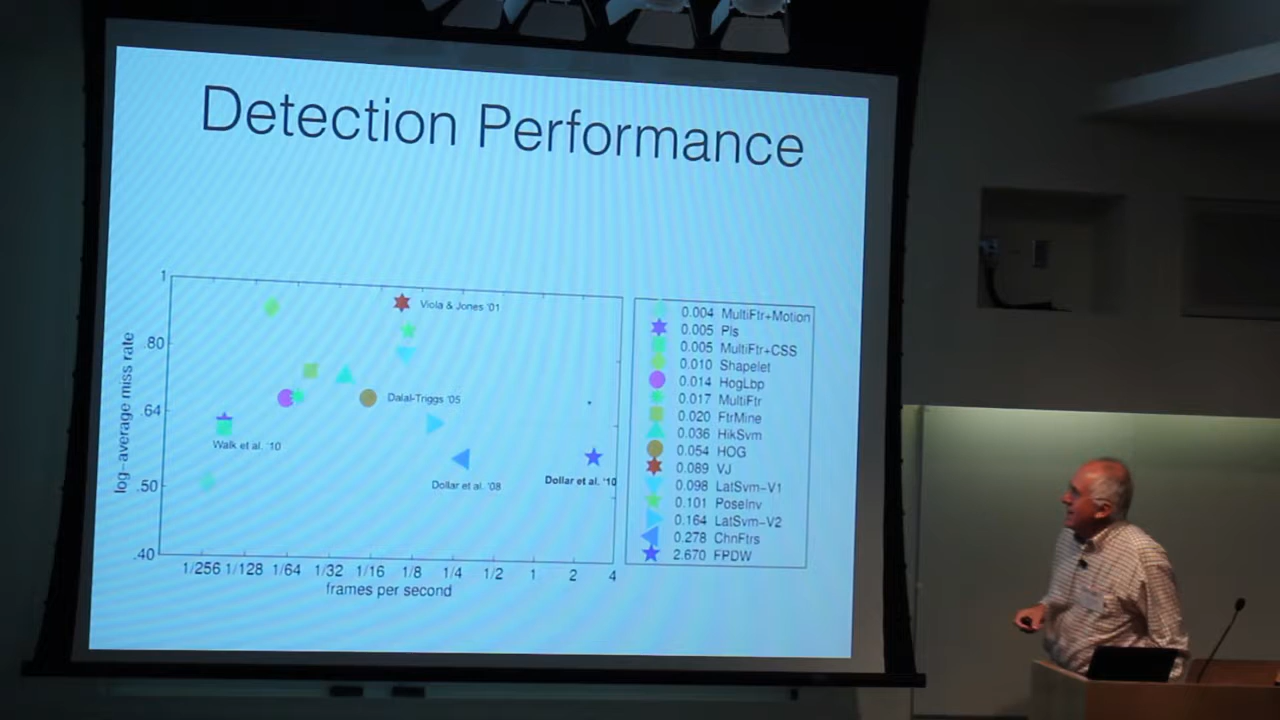 Detection Performance
1
.80
.64
.50
.40
log-average miss rate
Viola & Jones '01
Dalal-Triggs '05
Walk et al. '10
Dollar et al. '08
Dollar et al. '10
1/256 1/128 1/64 1/32 1/16 1/8 1/4 1/2 1 2 4
frames per second
0.004 MultiFtr+Motion
0.005 Pls
0.005 MultiFtr+CSS
0.010 Shapelet
0.014 HogLbp
0.017 MultiFtr
0.020 FtrMine
0.036 HikSvm
0.054 HOG
0.089 VJ
0.098 LatSvm-V1
0.101 PoseInv
0.164 LatSvm-V2
0.278 ChnFtrs
2.670 FPDW